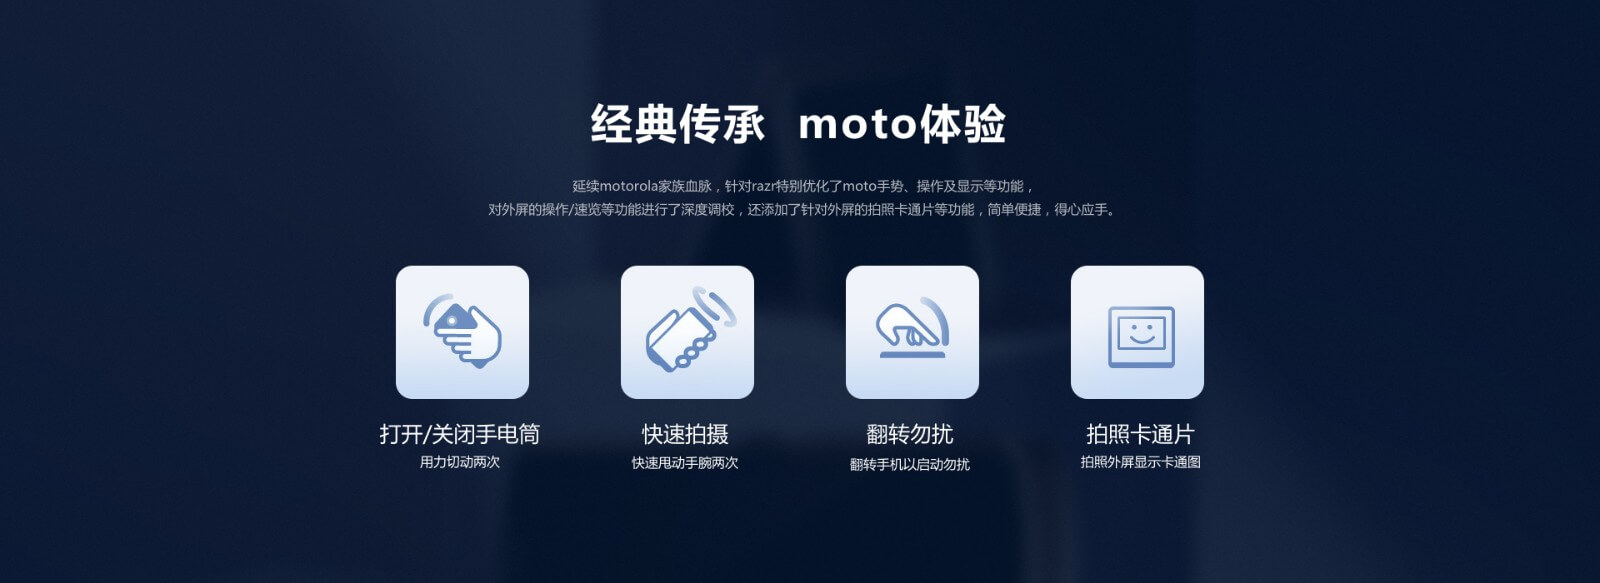 经典传承 moto体验
延续motorola家族血脉，针对razr特别优化了moto手势、操作及显示等功能，
对外屏的操作/速览等功能进行了深度调校，还添加了针对外屏的拍照卡通片等功能，简单便捷，得心应手。
打开/关闭手电筒
用力切动两次
快速拍摄
快速甩动手腕两次
翻转勿扰
翻转手机以启动勿扰
拍照卡通片
拍照外屏显示卡通图